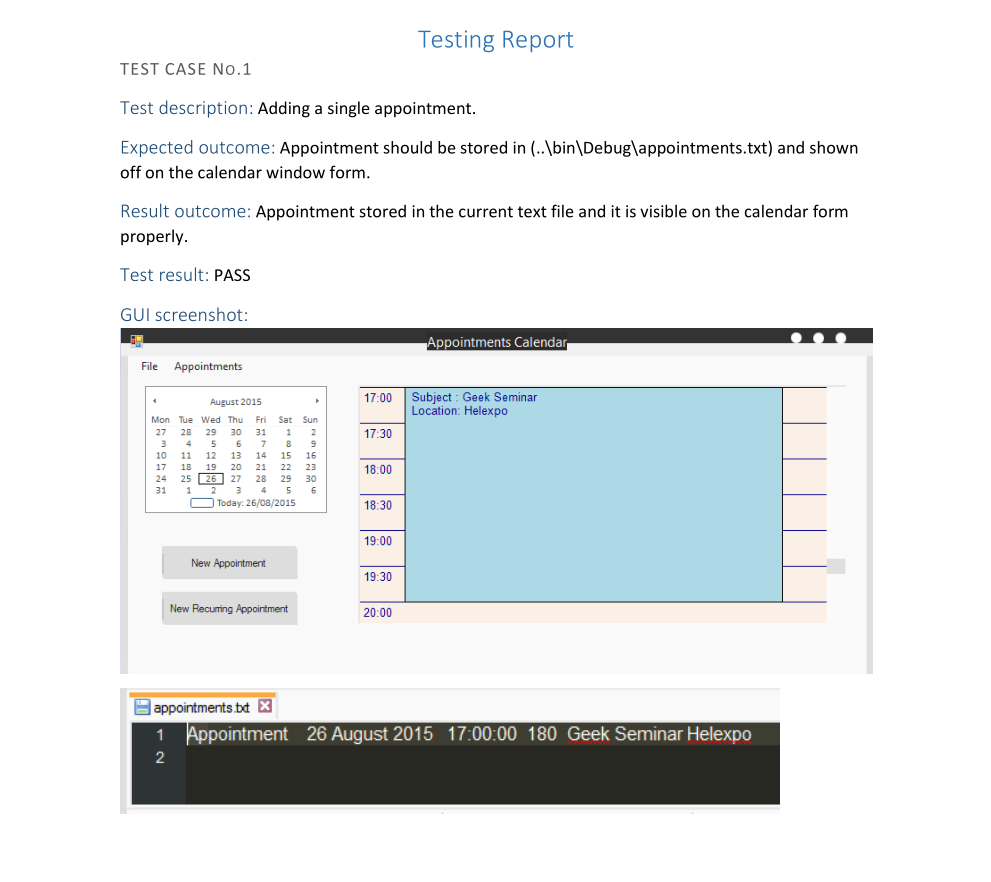 Testing Report
TEST CASE NO.1
Test description: Adding a single appointment.
Expected outcome: Appointment should be stored in (..\bin\Debug\appointments.txt) and shown
off on the calendar window form.
Result outcome: Appointment stored in the current text file and it is visible on the calendar form
properly.
Test result: PASS
GUI screenshot:
Appointments Calendar
File Appointments
August 2015
Mon Tue Wed Thu Fri Sat Sun
27 28 29 30 31 1 2
3 4 5 6 7 8 9
10 11 12 13 14 15 16
17 18 19 20 21 22 23
24 25 26 27 28 29 30
31 1 2 3 4 5 6
Today: 26/08/2015
New Appointment
New Recurring Appointment
17:00 Subject : Geek Seminar
Location: Helexpo
17:30
18:00
18:30
19:00
19:30
20:00
appointments.txt
1 Appointment 26 August 2015 17:00:00 180 Geek Seminar Helexpo
2